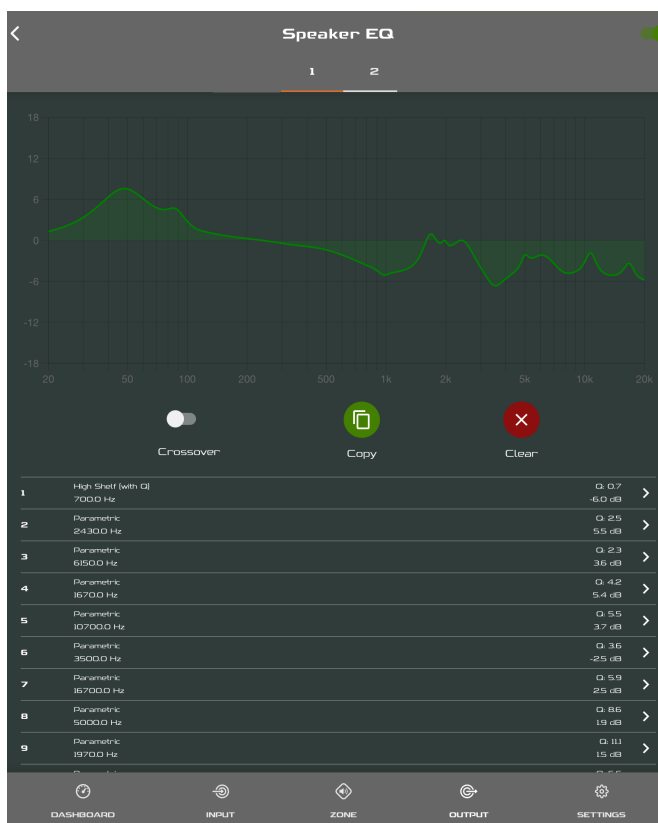 Speaker EQ
1 2
18
12
6
0
-6
-12
-18
20 50 100 200 500 1k 2k 5k 10k 20k
Crossover Copy Clear
1 High Shelf (with Q) Q: 0.7
700.0 Hz -6.0 dB
2 Parametric Q: 2.5
2430.0 Hz 5.5 dB
3 Parametric Q: 2.3
6150.0 Hz 3.6 dB
4 Parametric Q: 4.2
1670.0 Hz 5.4 dB
5 Parametric Q: 5.5
10700.0 Hz 3.7 dB
6 Parametric Q: 3.6
3500.0 Hz -2.5 dB
7 Parametric Q: 5.9
16700.0 Hz 2.5 dB
8 Parametric Q: 8.6
5000.0 Hz 1.9 dB
9 Parametric Q: 11.1
1970.0 Hz 1.5 dB
DASHBOARD INPUT ZONE OUTPUT SETTINGS